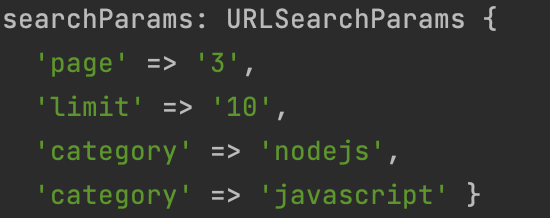 searchParams: URLSearchParams {
'page' => '3',
'limit' => '10',
'category' => 'nodejs',
'category' => 'javascript' }